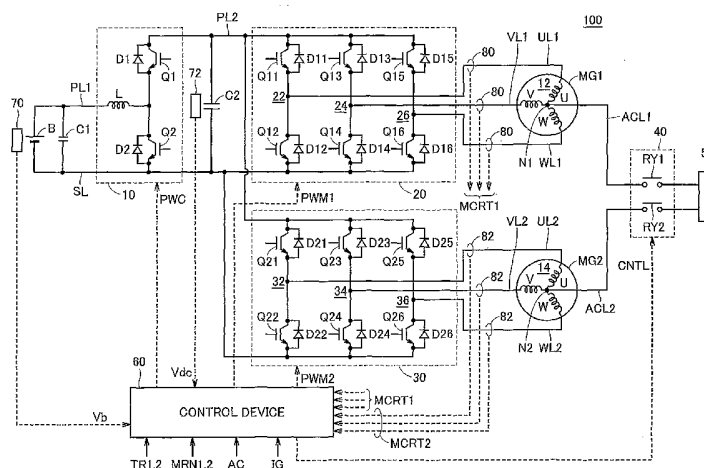 100
PL2
D1
Q1
72
C2
PL1
L
70
B
C1
D2
Q2
SL
10
PWC
D11
D13
D15
Q11
Q13
Q15
22
24
26
Q12
Q14
Q16
D12
D14
D16
PWM1
20
80
80
80
MCRT1
VL1
UL1
12
MG1
V
U
W
N1
WL1
ACL1
40
RY1
RY2
CNTL
D21
D23
D25
Q21
Q23
Q25
32
34
36
Q22
Q24
Q26
D22
D24
D26
PWM2
30
82
82
82
VL2
UL2
14
MG2
V
U
W
N2
WL2
ACL2
60
Vdc
Vb
CONTROL DEVICE
MCRT1
MCRT2
TR1,2
MRN1,2
AC
IG